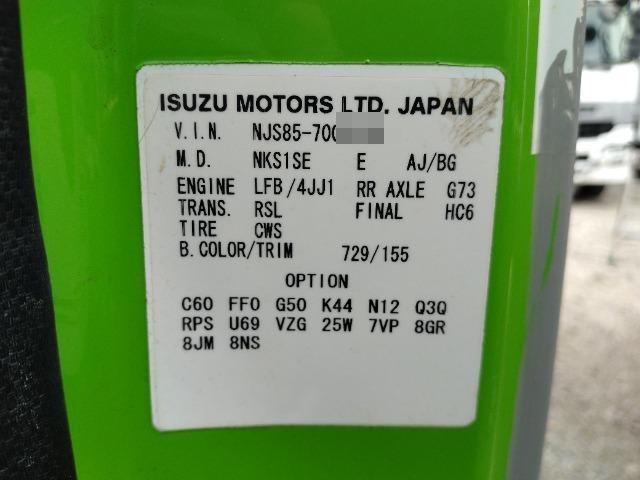 ISUZU MOTORS LTD. JAPAN
V.I.N. NJS85-700
M.D. NKS1SE E AJ/BG
ENGINE LFB/4JJ1 RR AXLE G73
TRANS. RSL FINAL HC6
TIRE CWS
B.COLOR/TRIM 729/155
OPTION
C60 FF0 G50 K44 N12 Q3Q
RPS U69 VZG 25W 7VP 8GR
8JM 8NS